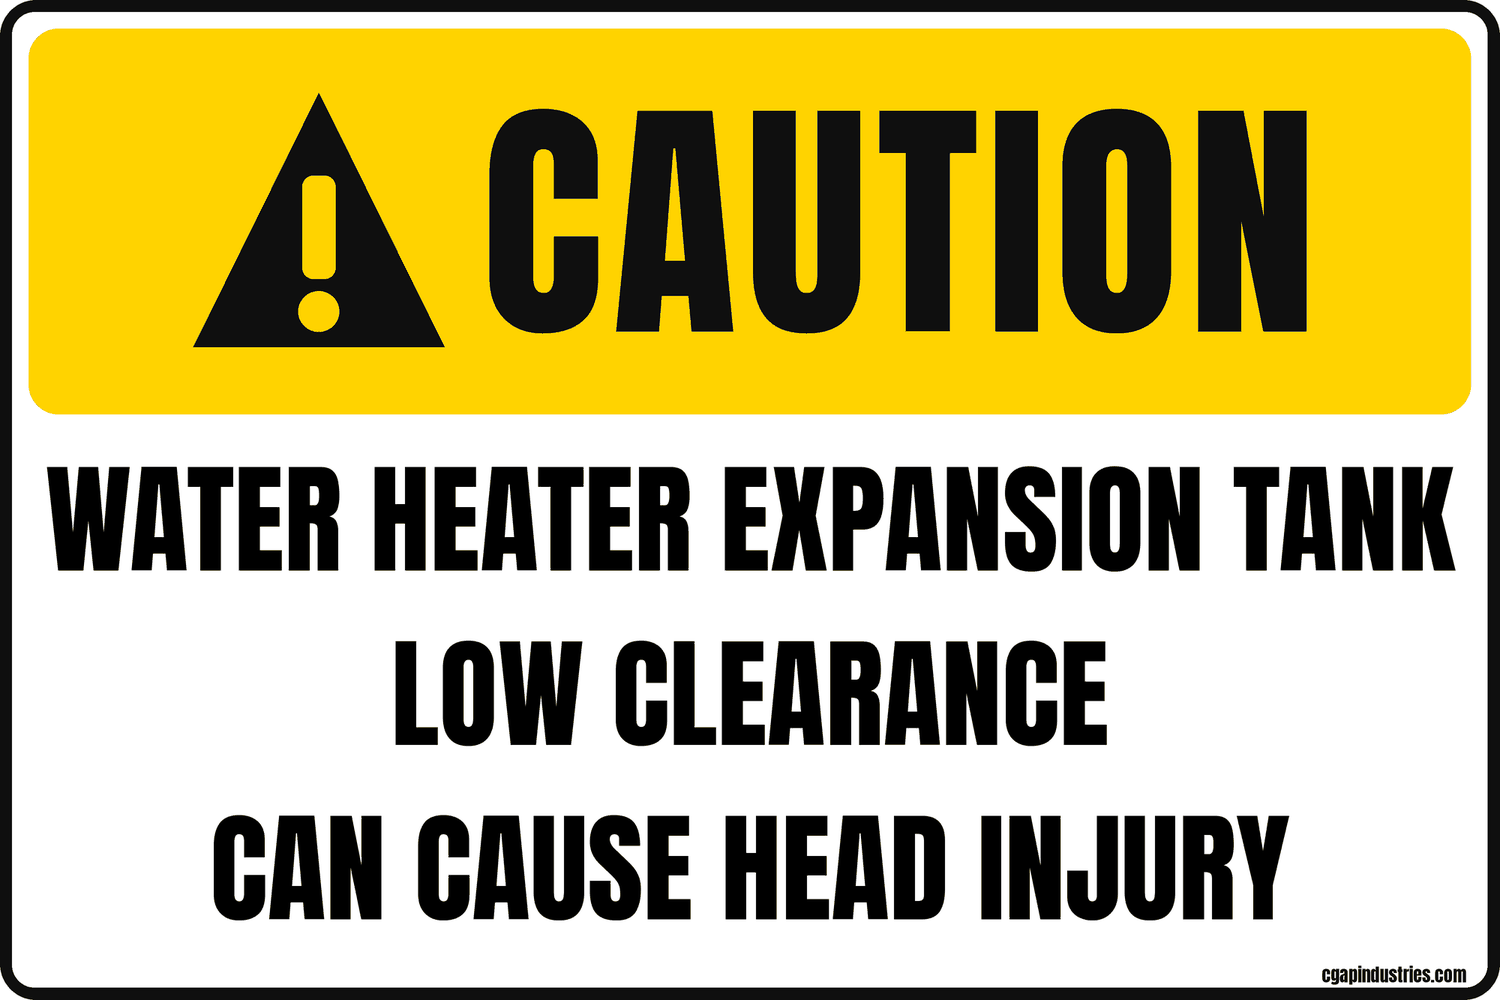 CAUTION
WATER HEATER EXPANSION TANK
LOW CLEARANCE
CAN CAUSE HEAD INJURY
cgapindustries.com